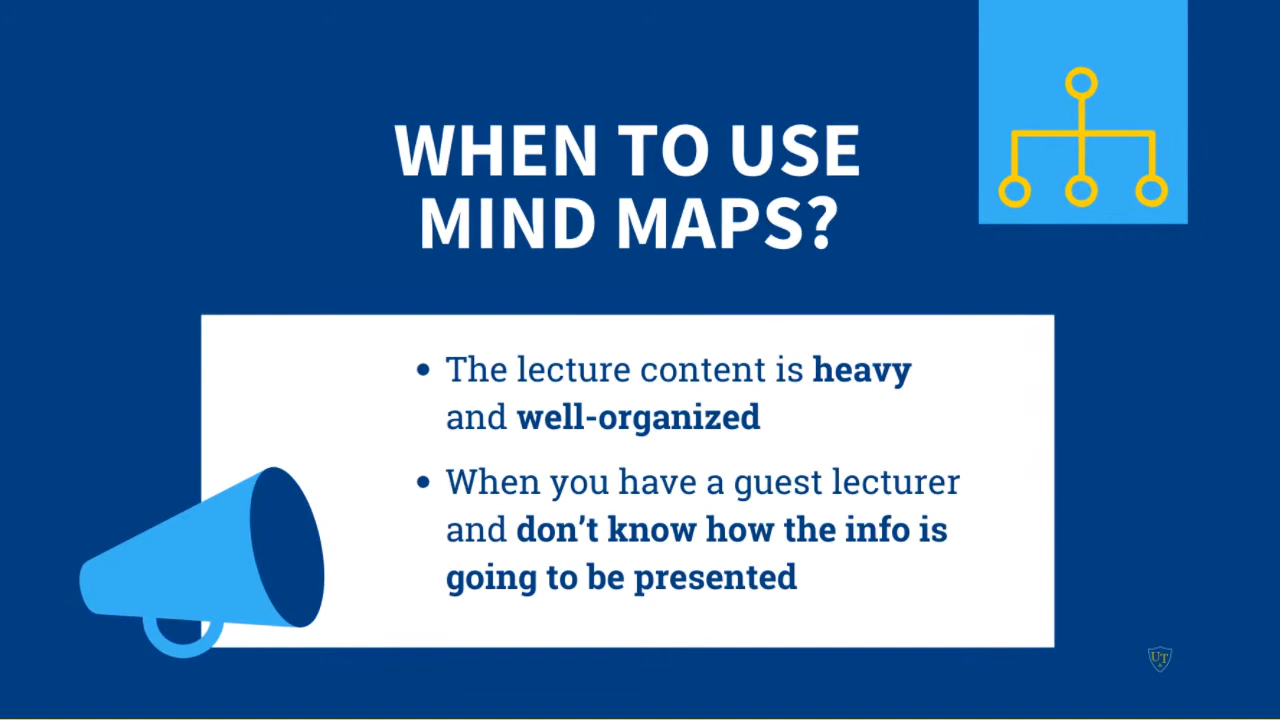 WHEN TO USE
MIND MAPS?
• The lecture content is heavy
and well-organized
• When you have a guest lecturer
and don’t know how the info is
going to be presented
UT